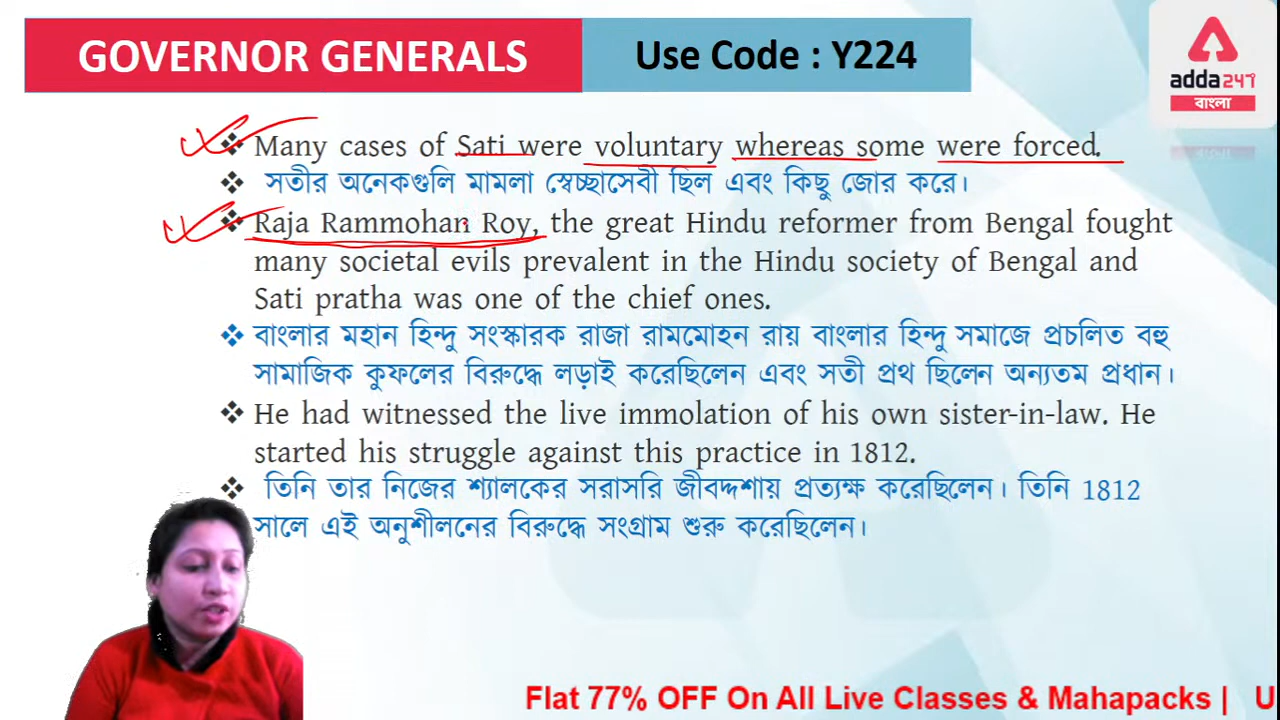 GOVERNOR GENERALS
Use Code : Y224
adda247
বাংলা
❖ Many cases of Sati were voluntary whereas some were forced.
❖ সতীর অনেকগুলি মামলা স্বেচ্ছাসেবী ছিল এবং কিছু জোর করে।
❖ Raja Rammohan Roy, the great Hindu reformer from Bengal fought
many societal evils prevalent in the Hindu society of Bengal and
Sati pratha was one of the chief ones.
❖ বাংলার মহান হিন্দু সংস্কারক রাজা রামমোহন রায় বাংলার হিন্দু সমাজে প্রচলিত বহু
সামাজিক কুফলের বিরুদ্ধে লড়াই করেছিলেন এবং সতী প্রথ ছিলেন অন্যতম প্রধান।
❖ He had witnessed the live immolation of his own sister-in-law. He
started his struggle against this practice in 1812.
❖ তিনি তার নিজের শ্যালকের সরাসরি জীবদ্দশায় প্রত্যক্ষ করেছিলেন। তিনি 1812
সালে এই অনুশীলনের বিরুদ্ধে সংগ্রাম শুরু করেছিলেন।
Flat 77% OFF On All Live Classes & Mahapacks | U